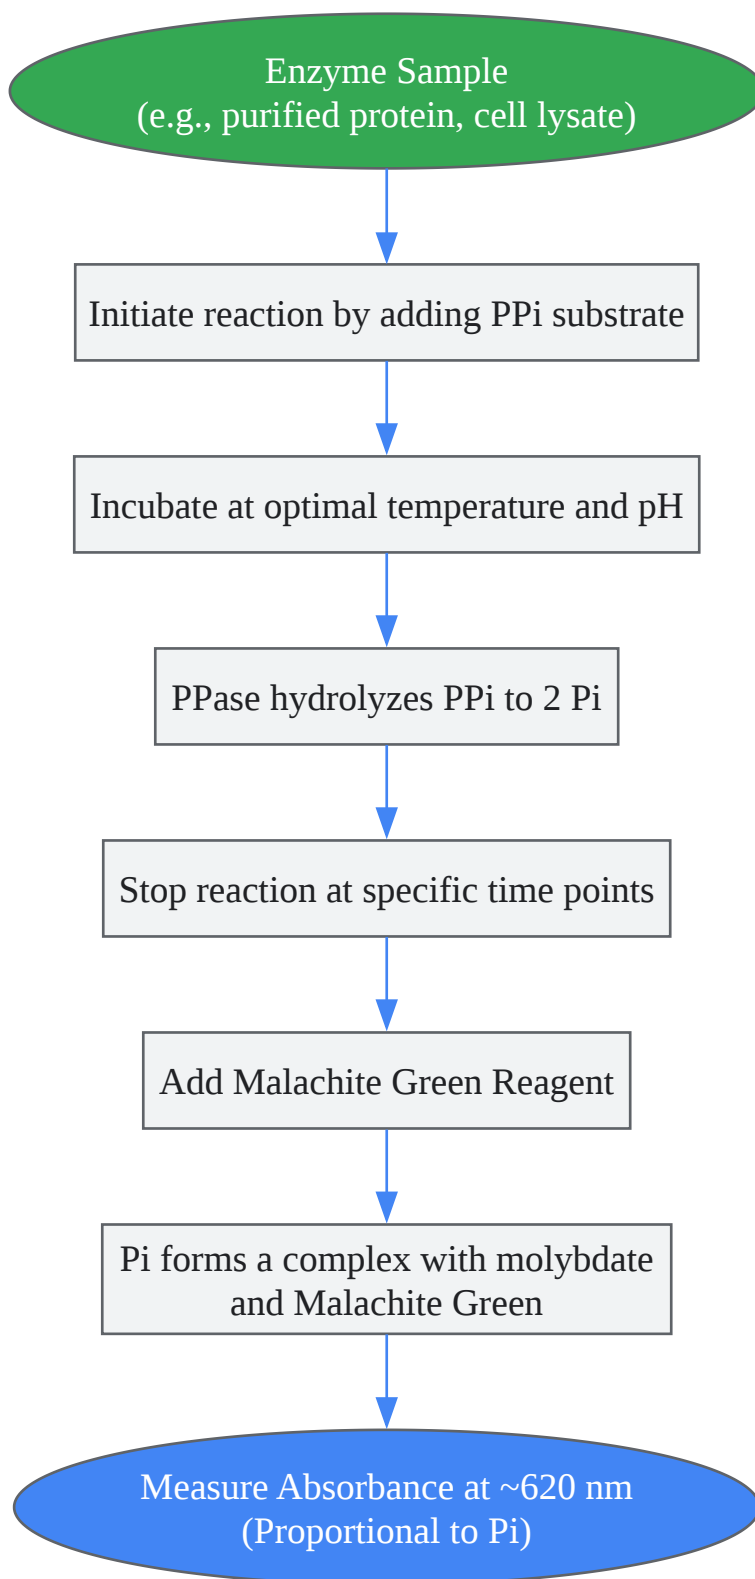 Enzyme Sample
(e.g., purified protein, cell lysate)
Initiate reaction by adding PPi substrate
Incubate at optimal temperature and pH
PPase hydrolyzes PPi to 2 Pi
Stop reaction at specific time points
Add Malachite Green Reagent
Pi forms a complex with molybdate
and Malachite Green
Measure Absorbance at ~620 nm
(Proportional to Pi)